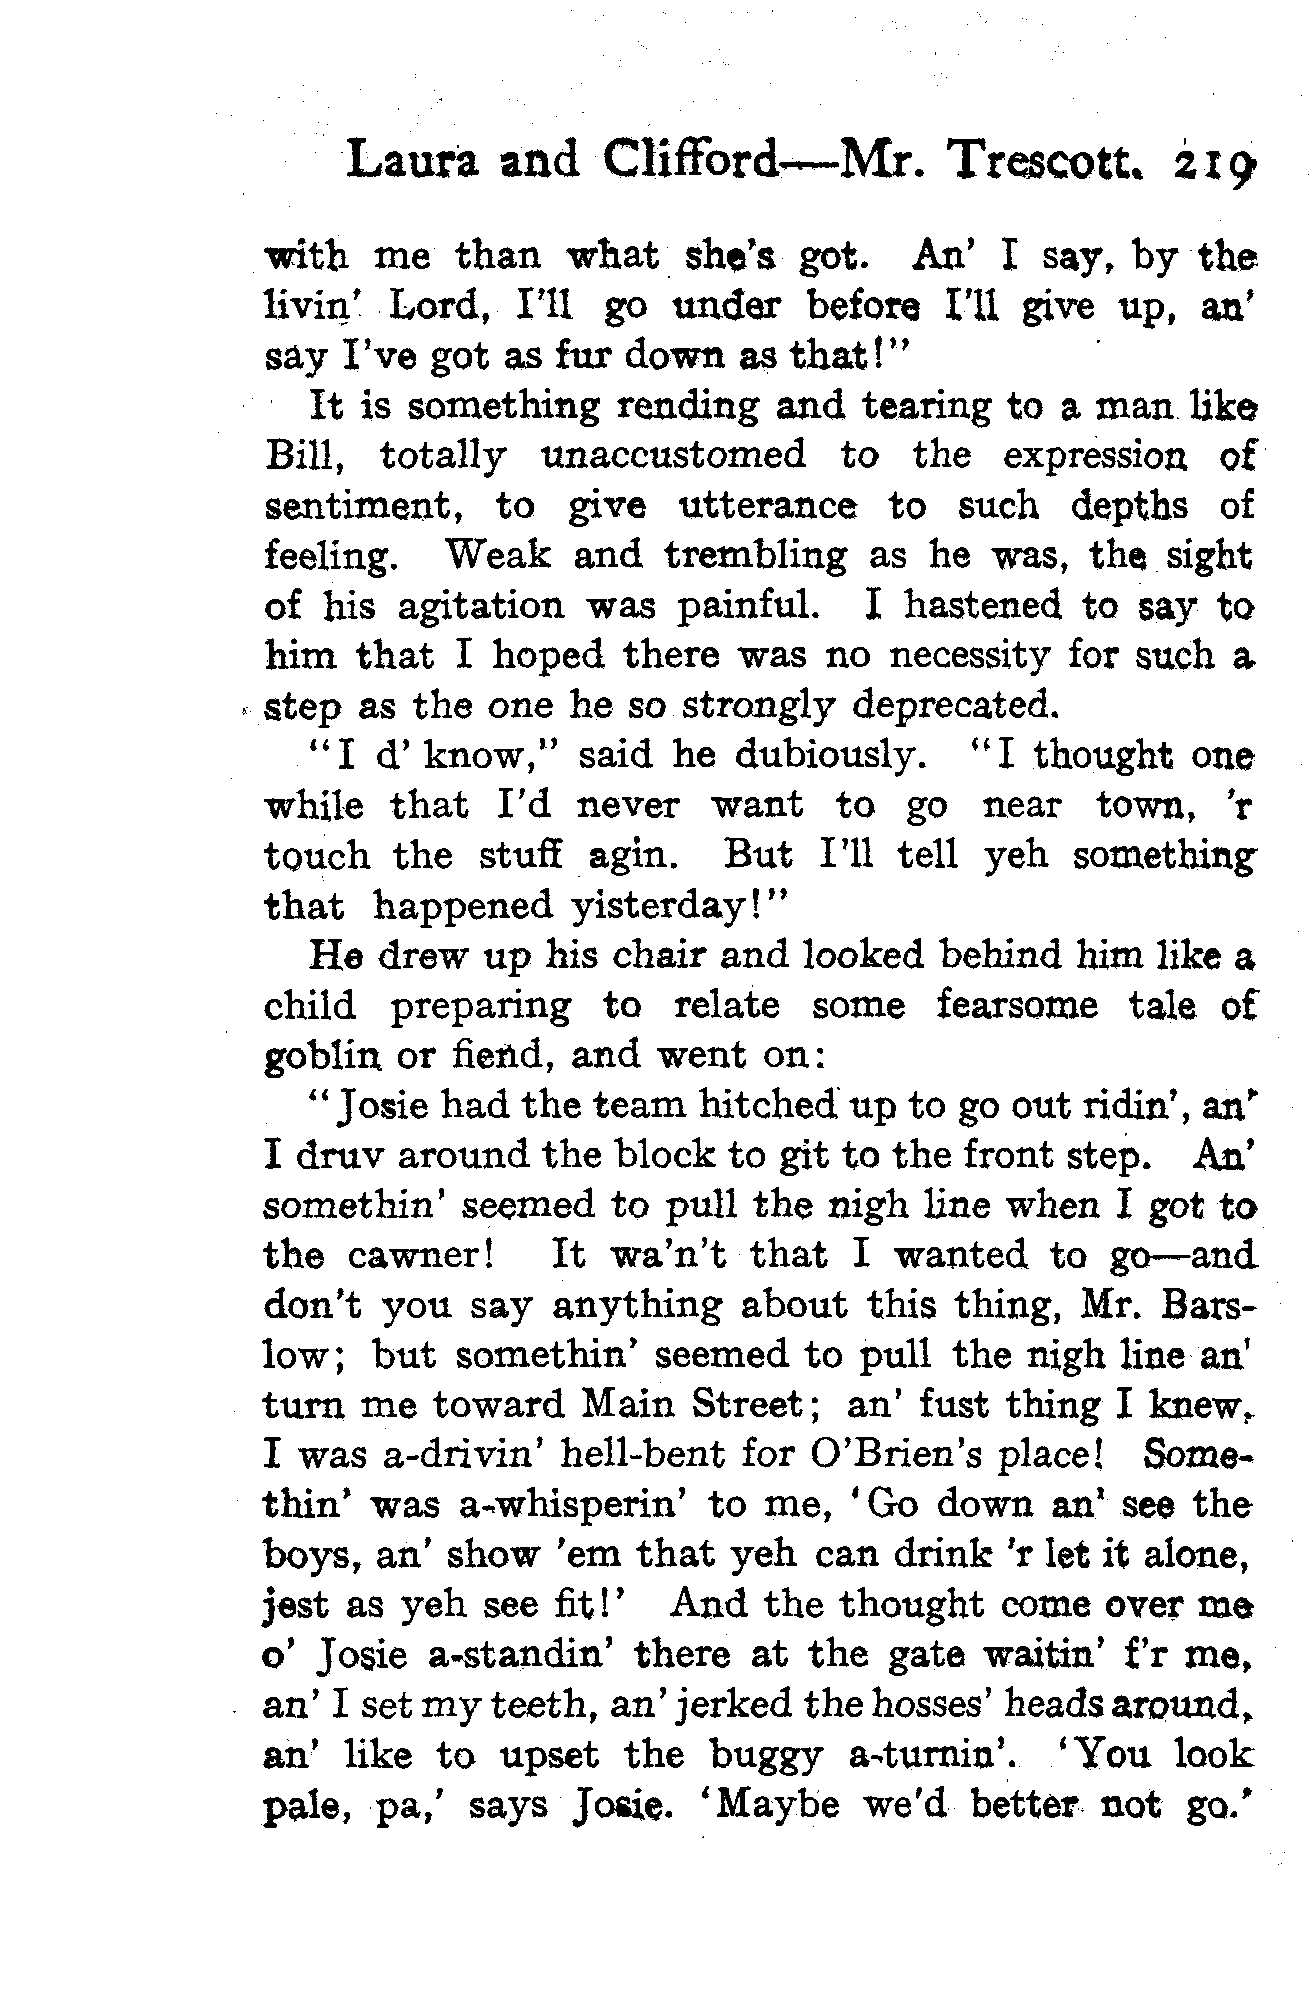 Laura and Clifford—Mr. Trescott. 219
with me than what she's got. An' I say, by the
livin' Lord, I'll go under before I'll give up, an'
say I've got as fur down as that!"
It is something rending and tearing to a man like
Bill, totally unaccustomed to the expression of
sentiment, to give utterance to such depths of
feeling. Weak and trembling as he was, the sight
of his agitation was painful. I hastened to say to
him that I hoped there was no necessity for such a
step as the one he so strongly deprecated.
"I d' know," said he dubiously. "I thought one
while that I'd never want to go near town, 'r
touch the stuff agin. But I'll tell yeh something
that happened yisterday!"
He drew up his chair and looked behind him like a
child preparing to relate some fearsome tale of
goblin or fiend, and went on:
"Josie had the team hitched up to go out ridin', an'
I druv around the block to git to the front step. An'
somethin' seemed to pull the nigh line when I got to
the cawner! It wa'n't that I wanted to go—and
don't you say anything about this thing, Mr. Bars-
low; but somethin' seemed to pull the nigh line an'
turn me toward Main Street; an' fust thing I knew,
I was a-drivin' hell-bent for O'Brien's place! Some-
thin' was a-whisperin' to me, 'Go down an' see the
boys, an' show 'em that yeh can drink 'r let it alone,
jest as yeh see fit!' And the thought come over me
o' Josie a-standin' there at the gate waitin' f'r me,
an' I set my teeth, an' jerked the hosses' heads around,
an' like to upset the buggy a-turnin'. 'You look
pale, pa,' says Josie. 'Maybe we'd better not go.'